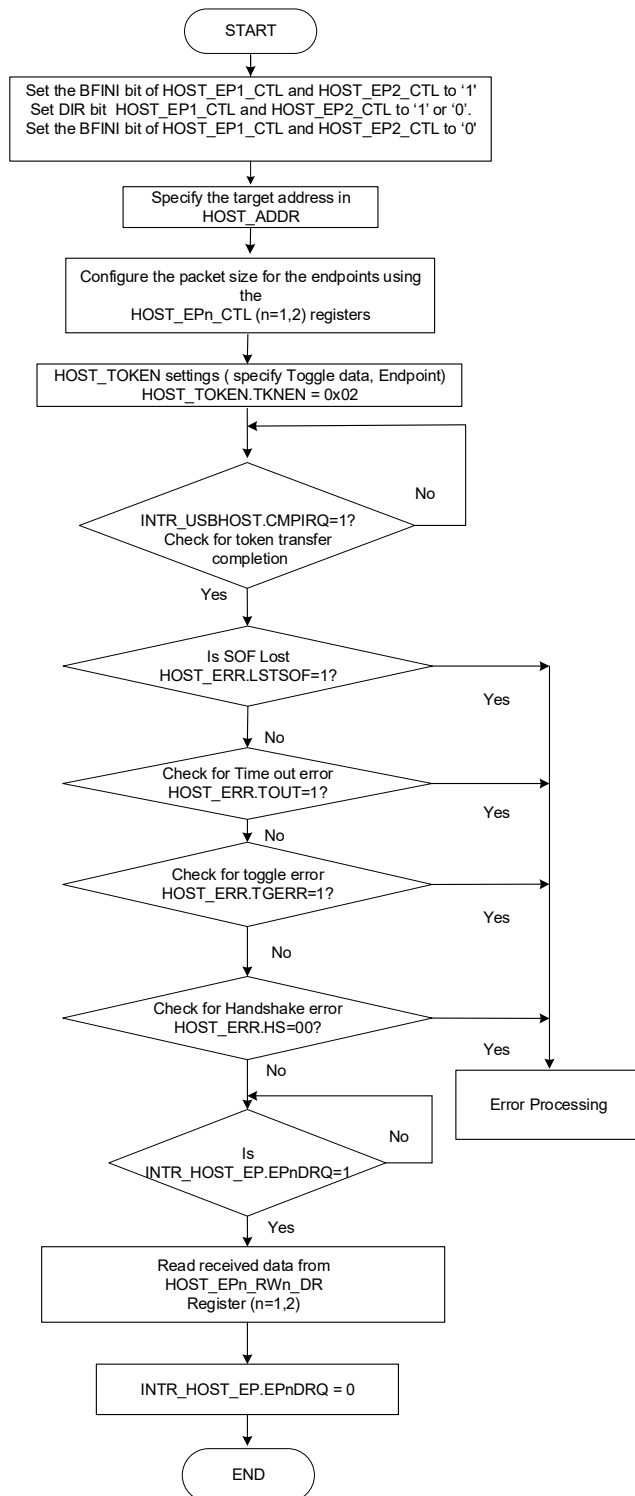 START
Set the BFINI bit of HOST_EP1_CTL and HOST_EP2_CTL to ‘1’
Set DIR bit HOST_EP1_CTL and HOST_EP2_CTL to ‘1’ or ‘0’.
Set the BFINI bit of HOST_EP1_CTL and HOST_EP2_CTL to ‘0’
Specify the target address in
HOST_ADDR
Configure the packet size for the endpoints using
the
HOST_EPn_CTL (n=1,2) registers
HOST_TOKEN settings ( specify Toggle data, Endpoint)
HOST_TOKEN.TKNEN = 0x02
No
INTR_USBHOST.CMPIRQ=1?
Check for token transfer
completion
Yes
Is SOF Lost
HOST_ERR.LSTSOF=1?
Yes
No
Check for Time out error
HOST_ERR.TOUT=1?
Yes
No
Check for toggle error
HOST_ERR.TGERR=1?
Yes
No
Check for Handshake error
HOST_ERR.HS=00?
Yes
No
Error Processing
No
Is
INTR_HOST_EP.EPnDRQ=1
Yes
Read received data from
HOST_EPn_RWn_DR
Register (n=1,2)
INTR_HOST_EP.EPnDRQ = 0
END